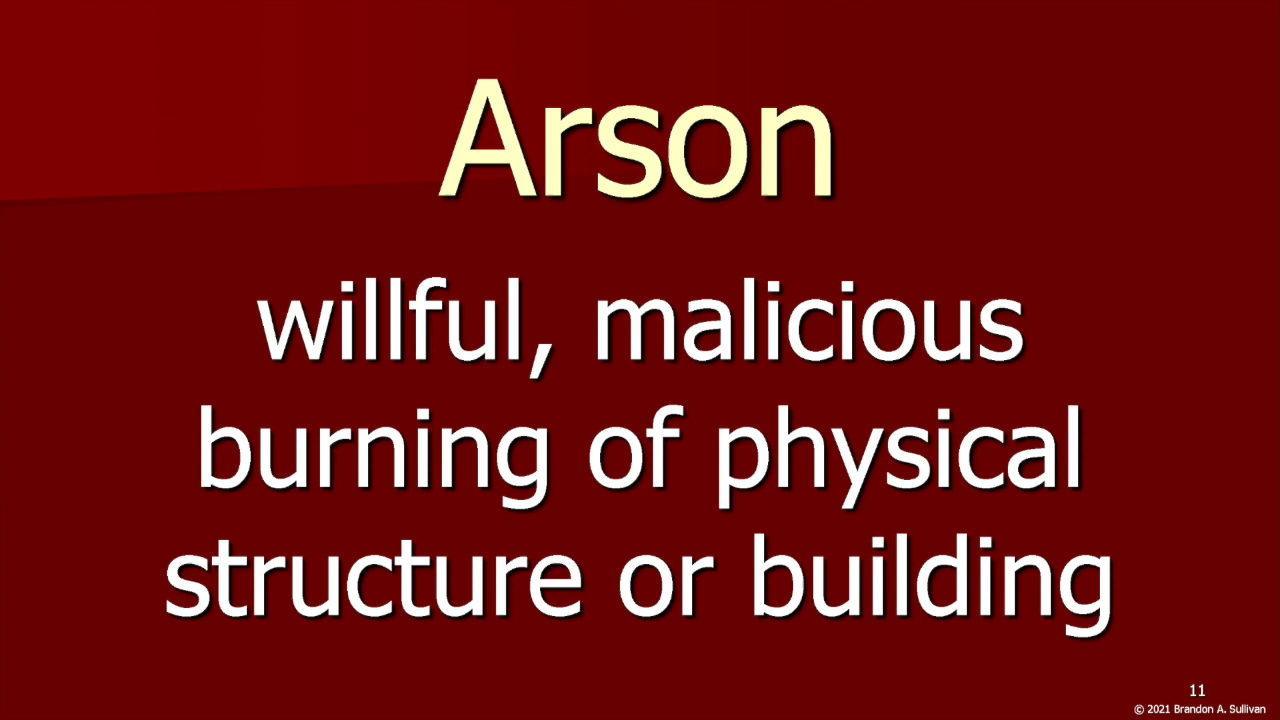 Arson
willful, malicious
burning of physical
structure or building
11
© 2021 Brandon A. Sullivan